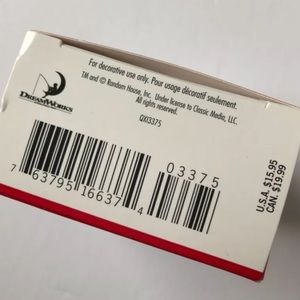 For decorative use only. Pour usage décoratif seulement.
TM and © Random House, Inc. Under license to Classic Media, LLC.
All rights reserved.
QX03375
DREAMWORKS
03375
7 63795 16637 4
U.S.A. $15.95
CAN. $19.99